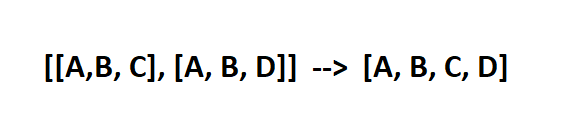 [[A,B, C], [A, B, D]] --> [A, B, C, D]